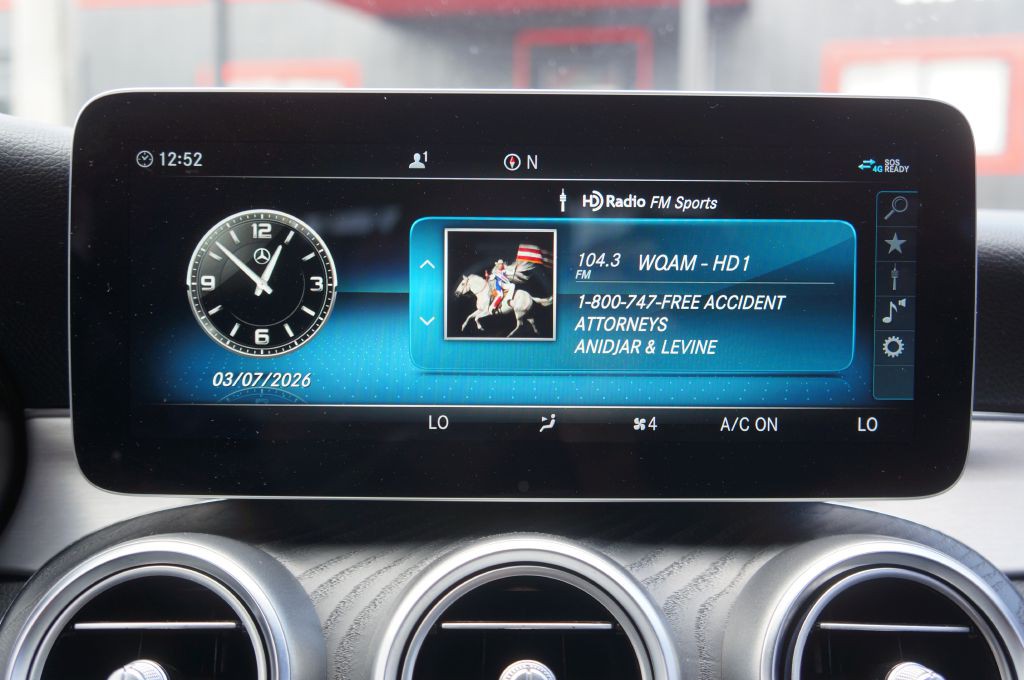 12:52
1
N
4G
SOS
READY
HD Radio FM Sports
12
3
6
9
03/07/2026
104.3
FM
WQAM - HD1
1-800-747-FREE ACCIDENT
ATTORNEYS
ANIDJAR & LEVINE
LO
4
A/C ON
LO